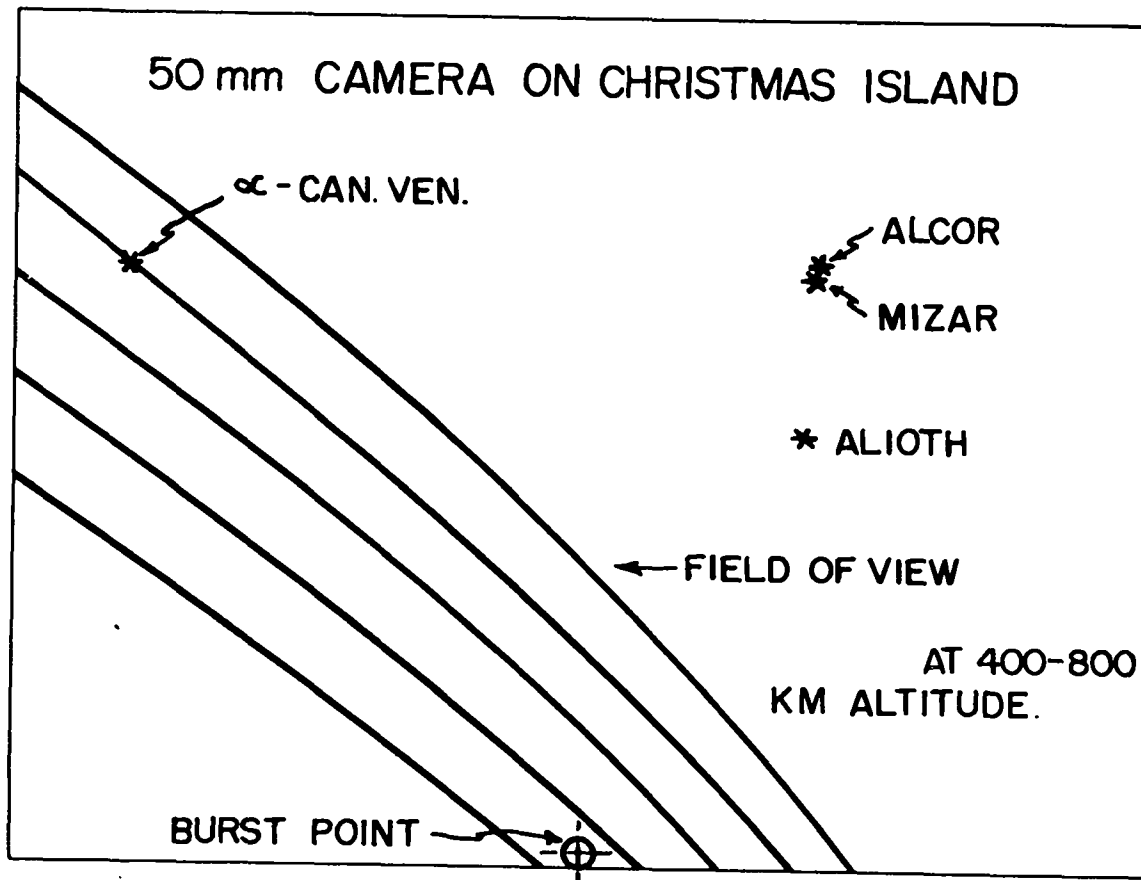 50 mm CAMERA ON CHRISTMAS ISLAND
∝-CAN. VEN.
ALCOR
MIZAR
ALIOTH
FIELD OF VIEW
AT 400-800
KM ALTITUDE.
BURST POINT